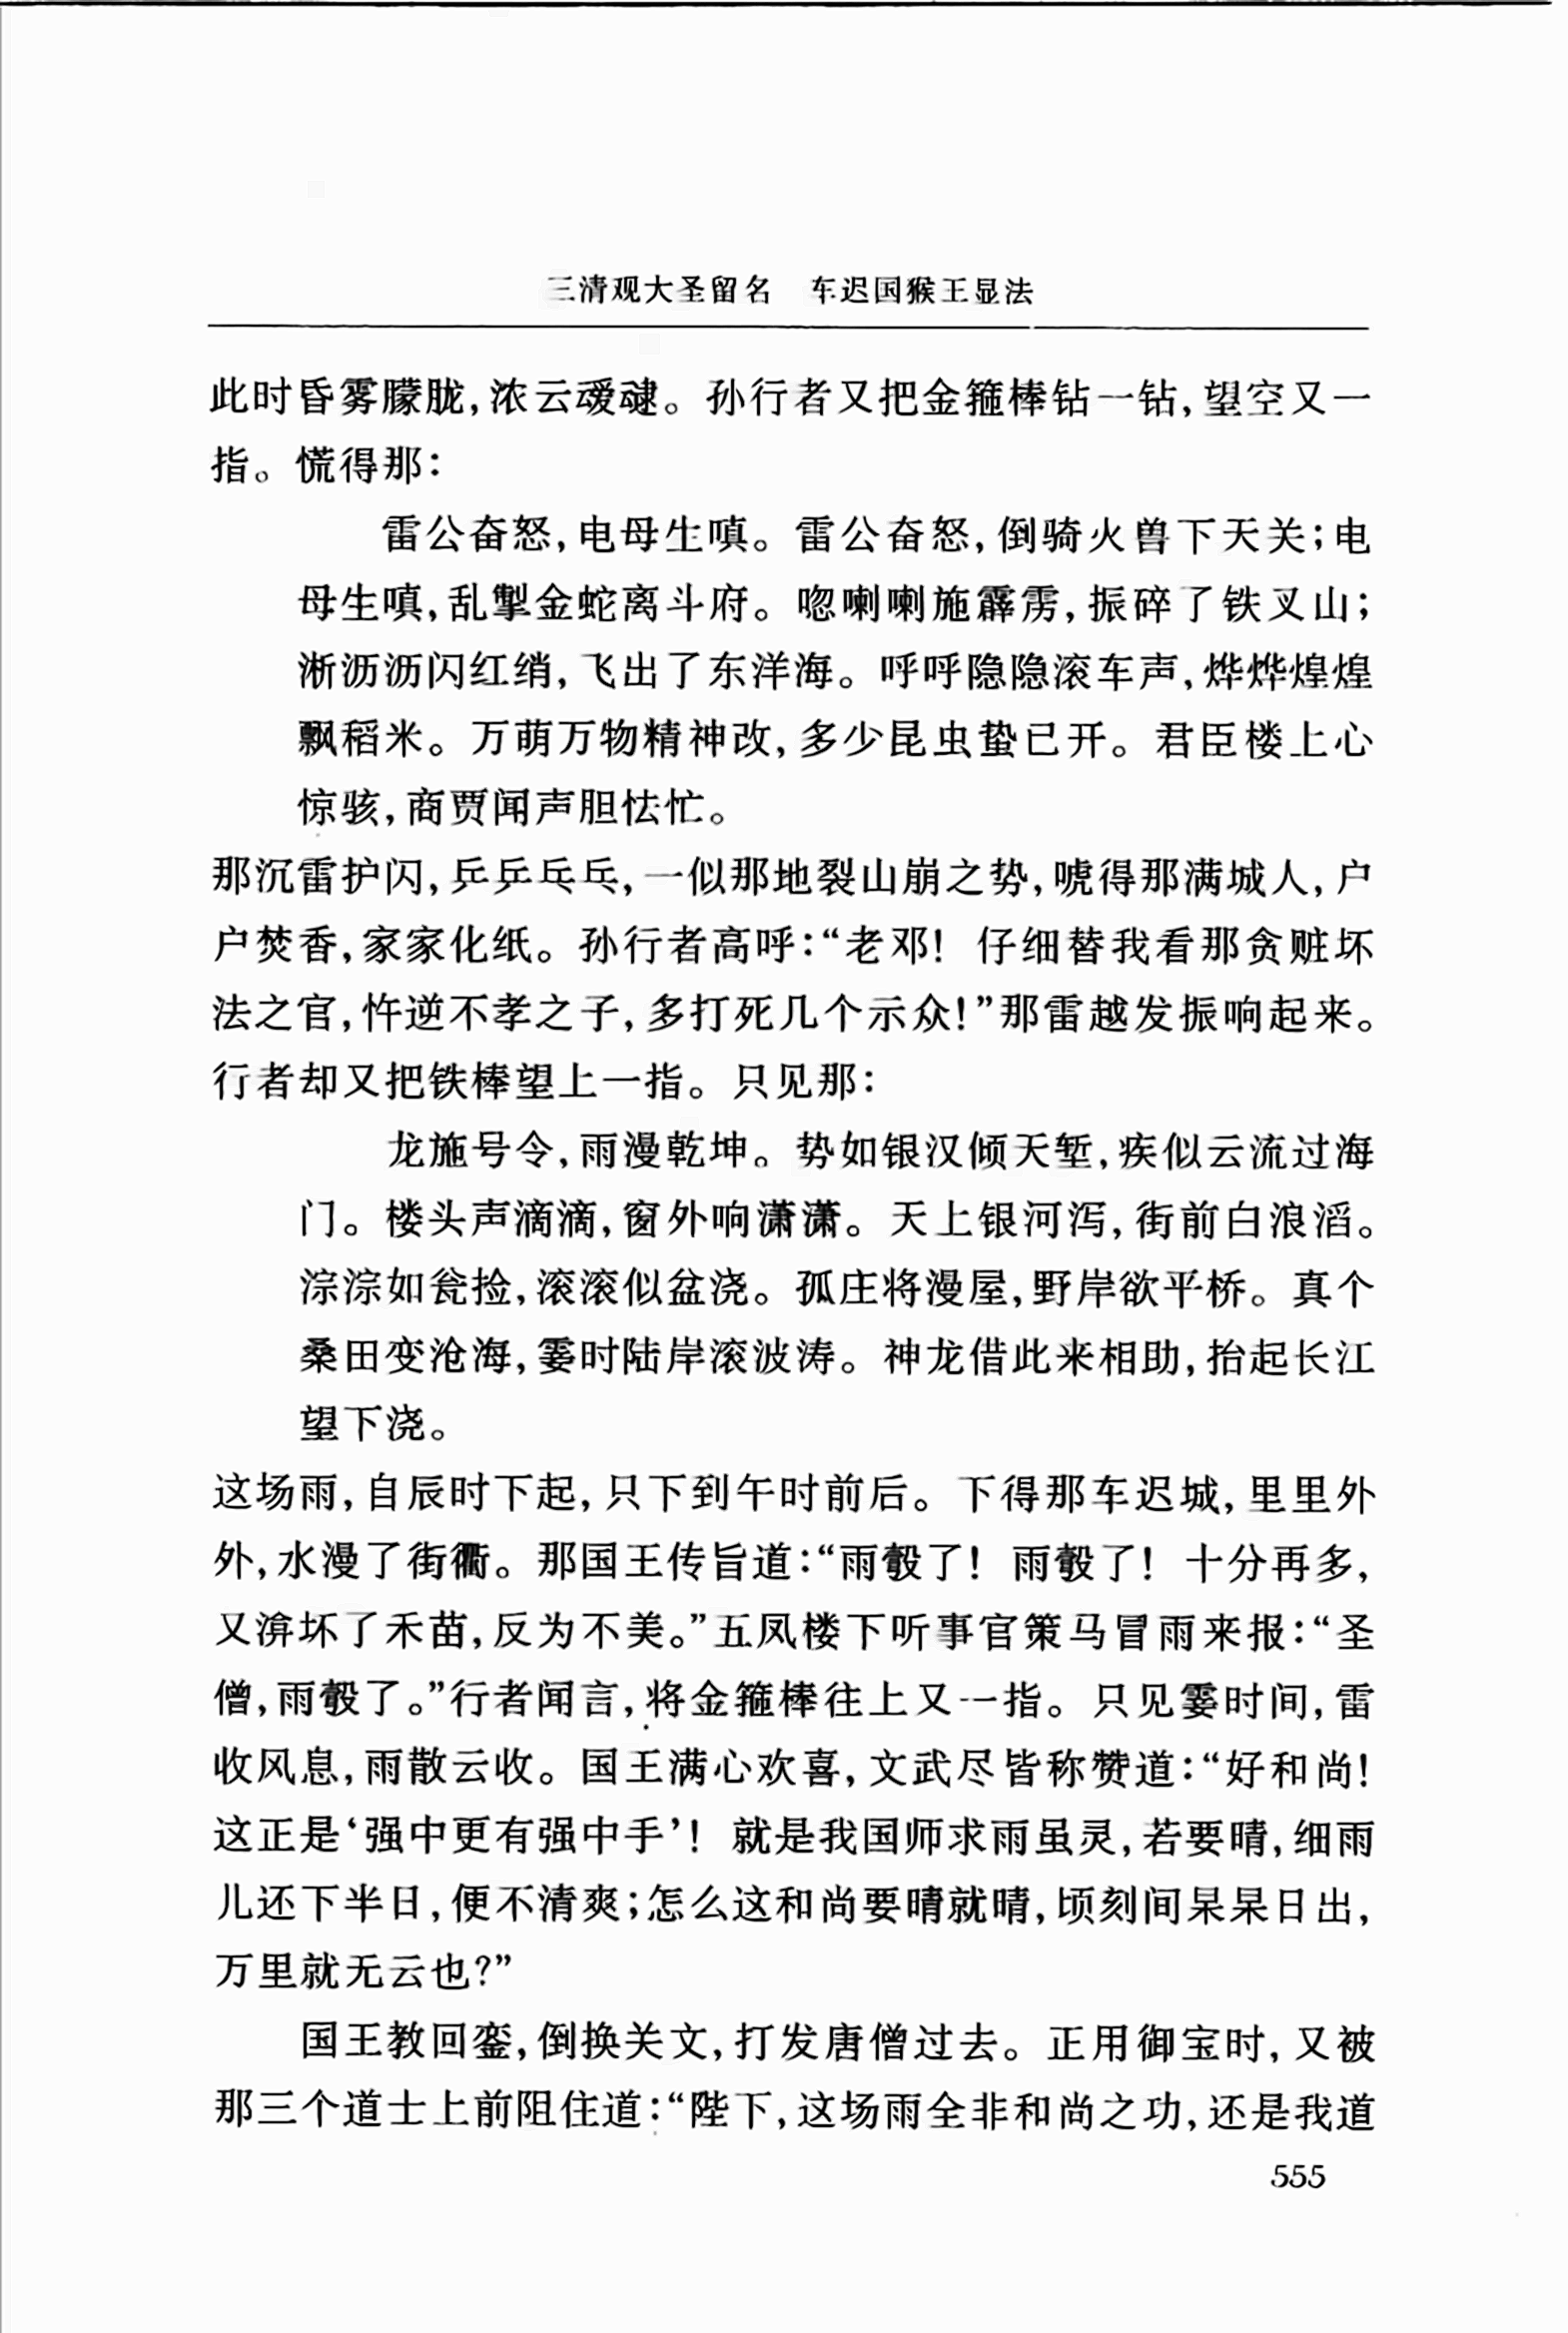 三清观大圣留名　车迟国猴王显法
此时昏雾朦胧,浓云叆叇。孙行者又把金箍棒钻一钻,望空又一
指。慌得那:
雷公奋怒,电母生嗔。雷公奋怒,倒骑火兽下天关;电
母生嗔,乱掣金蛇离斗府。唿喇喇施霹雳,振碎了铁叉山;
淅沥沥闪红绡,飞出了东洋海。呼呼隐隐滚车声,烨烨煌煌
飘稻米。万萌万物精神改,多少昆虫蛰已开。君臣楼上心
惊骇,商贾闻声胆怯忙。
那沉雷护闪,乒乒乓乓,一似那地裂山崩之势,唬得那满城人,户
户焚香,家家化纸。孙行者高呼:“老邓! 仔细替我看那贪赃坏
法之官,忤逆不孝之子,多打死几个示众!”那雷越发振响起来。
行者却又把铁棒望上一指。只见那:
龙施号令,雨漫乾坤。势如银汉倾天堑,疾似云流过海
门。楼头声滴滴,窗外响潇潇。天上银河泻,街前白浪滔。
淙淙如瓮捡,滚滚似盆浇。孤庄将漫屋,野岸欲平桥。真个
桑田变沧海,霎时陆岸滚波涛。神龙借此来相助,抬起长江
望下浇。
这场雨,自辰时下起,只下到午时前后。下得那车迟城,里里外
外,水漫了街衢。那国王传旨道:“雨彀了! 雨彀了! 十分再多,
又渰坏了禾苗,反为不美。”五凤楼下听事官策马冒雨来报:“圣
僧,雨彀了。”行者闻言,将金箍棒往上又一指。只见霎时间,雷
收风息,雨散云收。国王满心欢喜,文武尽皆称赞道:“好和尚!
这正是‘强中更有强中手’! 就是我国师求雨虽灵,若要晴,细雨
儿还下半日,便不清爽;怎么这和尚要晴就晴,顷刻间杲杲日出,
万里就无云也?”
国王教回銮,倒换关文,打发唐僧过去。正用御宝时,又被
那三个道士上前阻住道:“陛下,这场雨全非和尚之功,还是我道
555